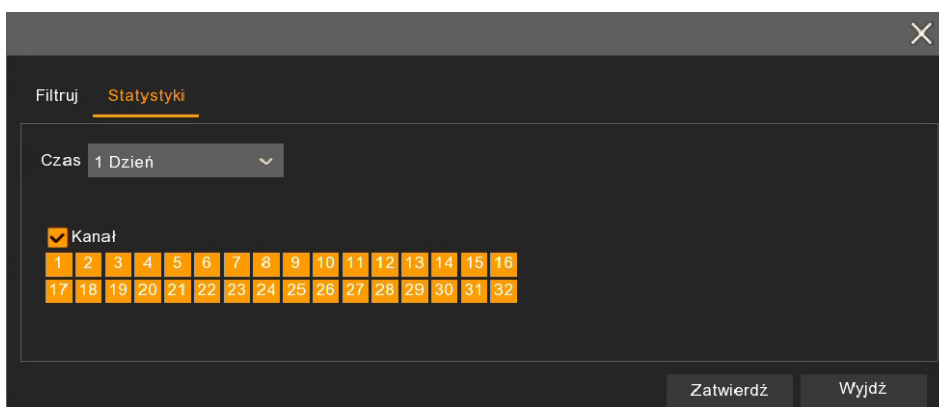 Filtruj Statystyki
Czas 1 Dzień
Kanał
1 2 3 4 5 6 7 8 9 10 11 12 13 14 15 16
17 18 19 20 21 22 23 24 25 26 27 28 29 30 31 32
Zatwierdź Wyjdź